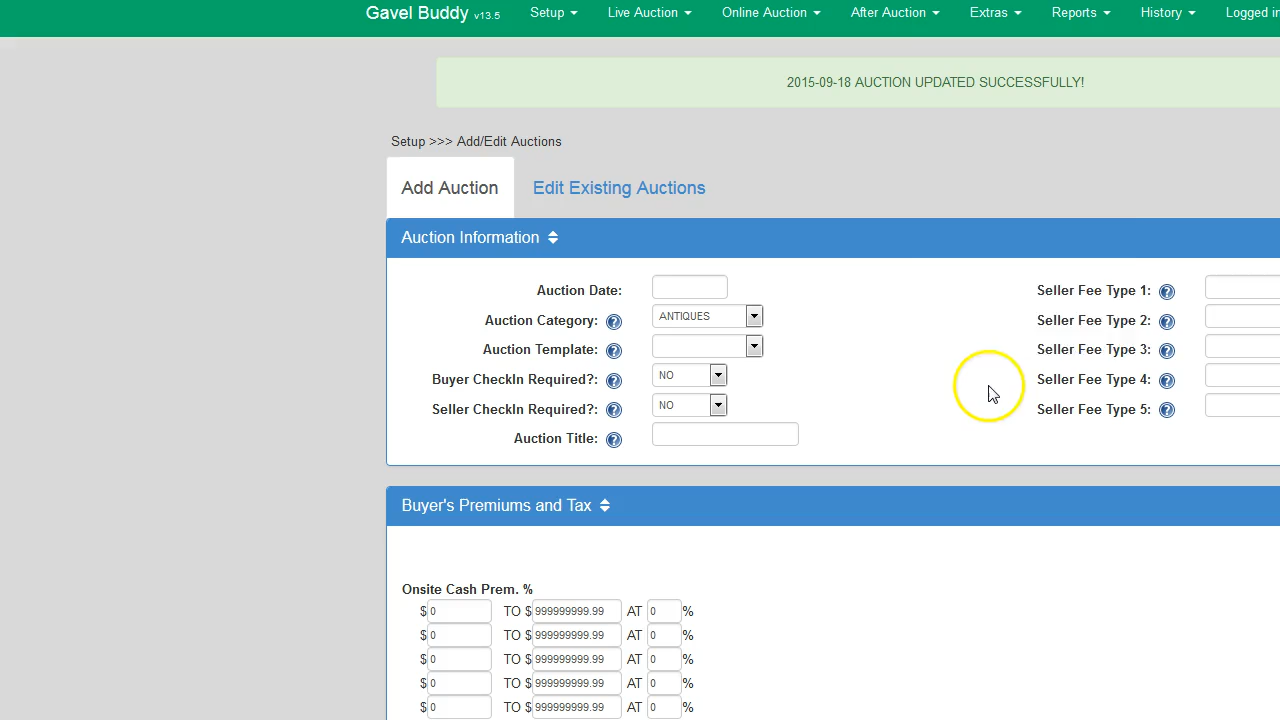 Gavel Buddy v13.5 Setup Live Auction Online Auction After Auction Extras Reports History Logged in
2015-09-18 AUCTION UPDATED SUCCESSFULLY!
Setup >>> Add/Edit Auctions
Add Auction Edit Existing Auctions
Auction Information
Auction Date:
Auction Category: ? ANTIQUES
Auction Template: ?
Buyer CheckIn Required?: ? NO
Seller CheckIn Required?: ? NO
Auction Title: ?
Seller Fee Type 1: ?
Seller Fee Type 2: ?
Seller Fee Type 3: ?
Seller Fee Type 4: ?
Seller Fee Type 5: ?
Buyer's Premiums and Tax
Onsite Cash Prem. %
$ 0 TO $ 999999999.99 AT 0 %
$ 0 TO $ 999999999.99 AT 0 %
$ 0 TO $ 999999999.99 AT 0 %
$ 0 TO $ 999999999.99 AT 0 %
$ 0 TO $ 999999999.99 AT 0 %